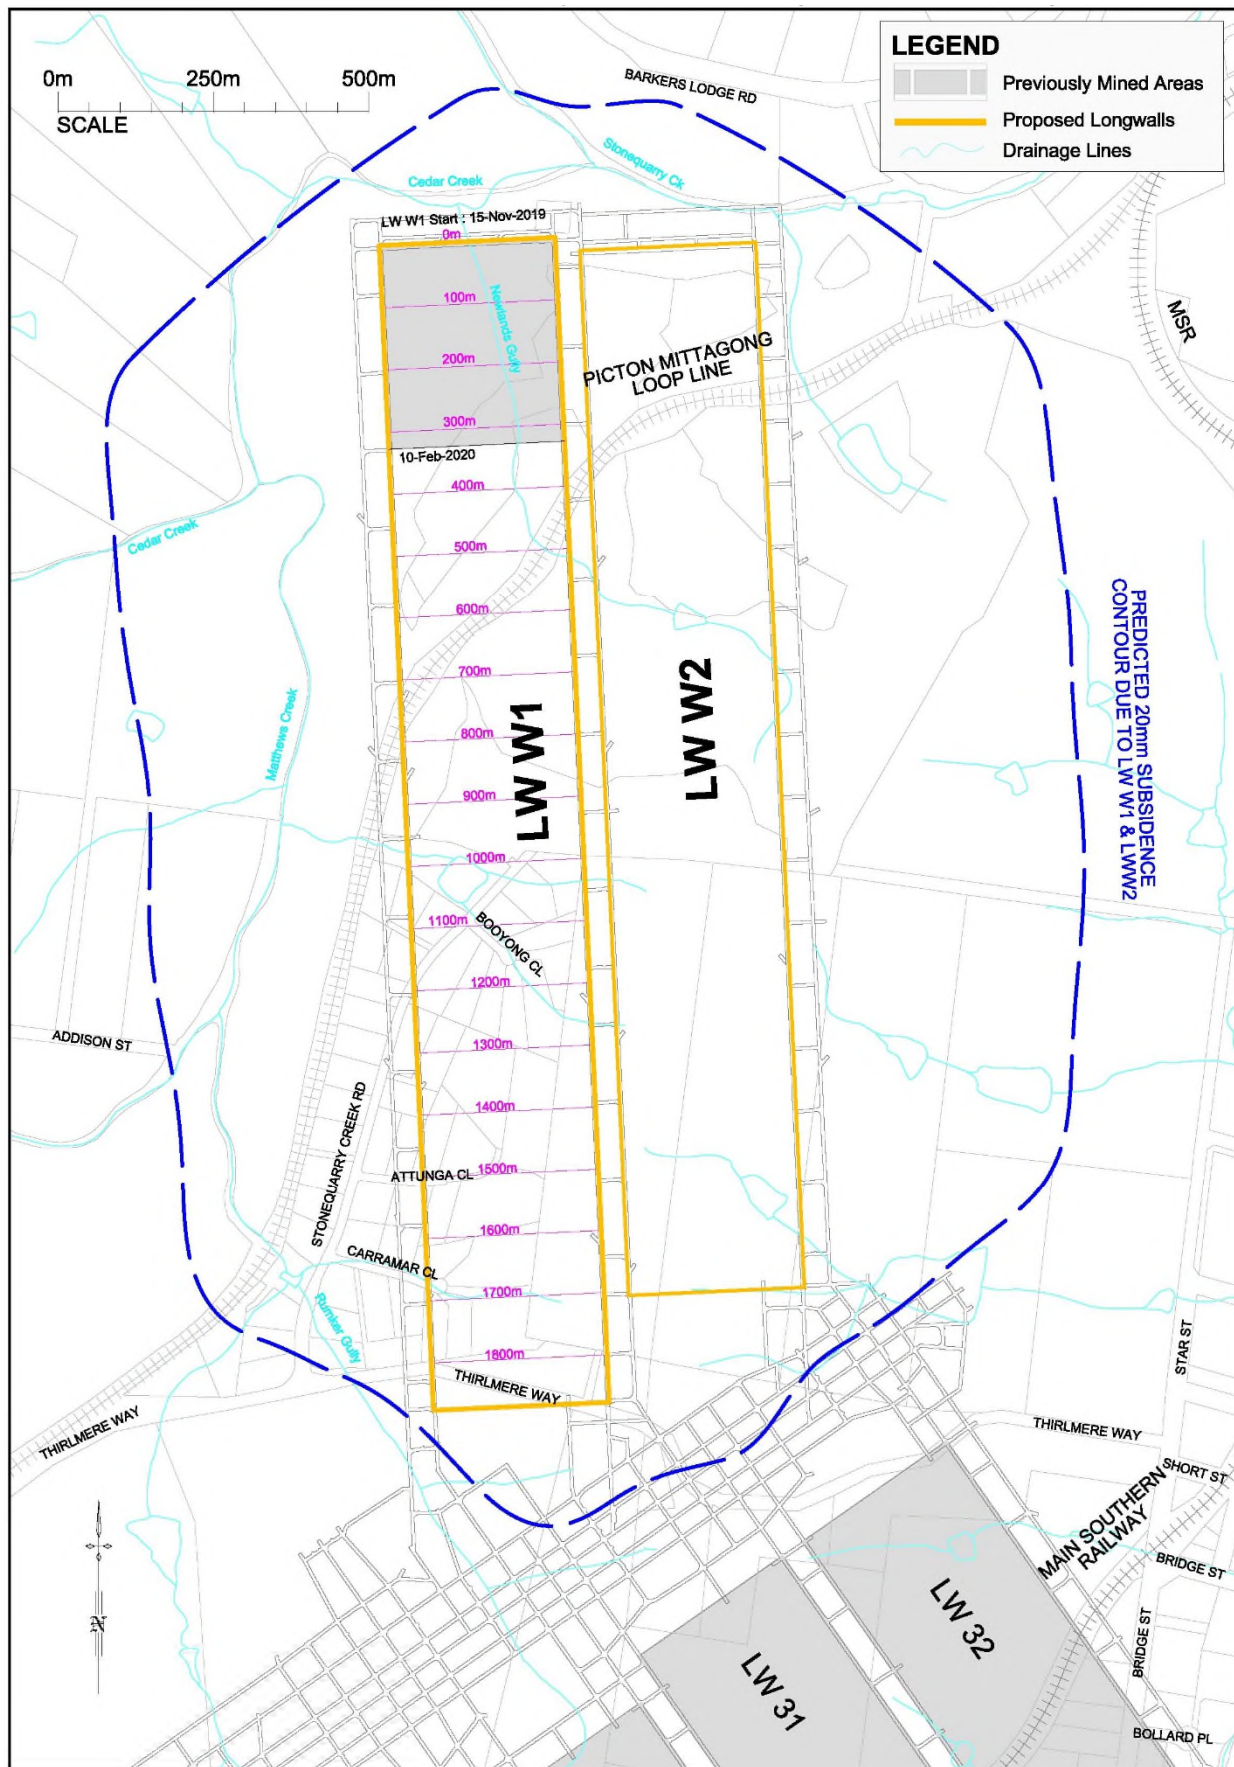 LEGEND
Previously Mined Areas
Proposed Longwalls
Drainage Lines
0m 250m 500m
SCALE
BARKERS LODGE RD
Stonequarry Ck
Cedar Creek
LW W1 Start : 15-Nov-2019
0m
100m
Newlands Gully
200m
300m
10-Feb-2020
400m
500m
600m
700m
800m
900m
1000m
1100m
1200m
1300m
1400m
1500m
1600m
1700m
1800m
MSR
PICTON MITTAGONG
LOOP LINE
Cedar Creek
Matthews Creek
LW W1
LW W2
PREDICTED 20mm SUBSIDENCE
CONTOUR DUE TO LW W1 & LWW2
BOOYONG CL
ADDISON ST
STONEQUARRY CREEK RD
ATTUNGA CL
CARRAMAR CL
Rumker Gully
THIRLMERE WAY
THIRLMERE WAY
THIRLMERE WAY
STAR ST
SHORT ST
MAIN SOUTHERN
RAILWAY
BRIDGE ST
BRIDGE ST
BOLLARD PL
LW 32
LW 31
N